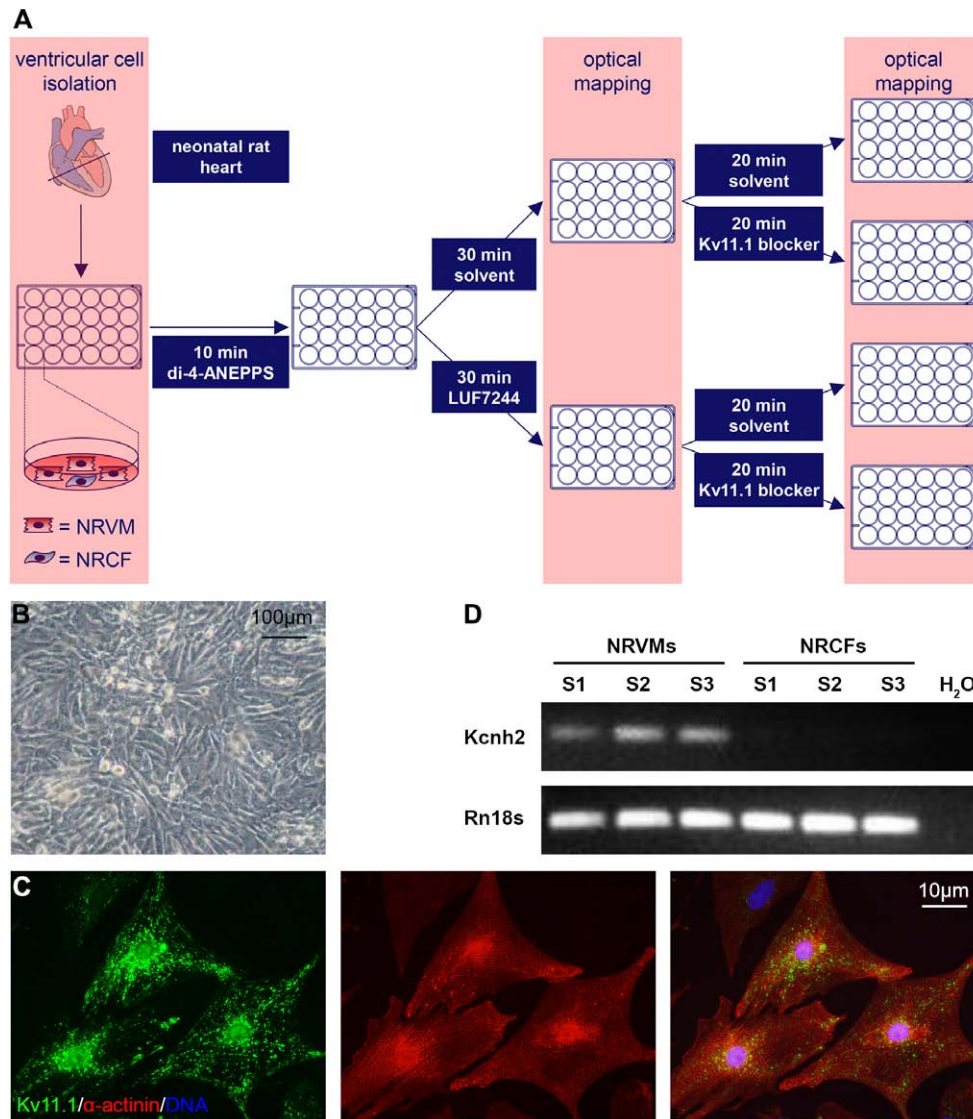 A
ventricular cell
isolation
neonatal rat
heart
10 min
di-4-ANEPPS
= NRVM
= NRCF
30 min
solvent
30 min
LUF7244
optical
mapping
20 min
solvent
20 min
Kv11.1 blocker
20 min
solvent
20 min
Kv11.1 blocker
optical
mapping
B
100µm
D
NRVMs NRCFs
S1 S2 S3 S1 S2 S3 H₂O
Kcnh2
Rn18s
C
10µm
Kv11.1/α-actinin/DNA